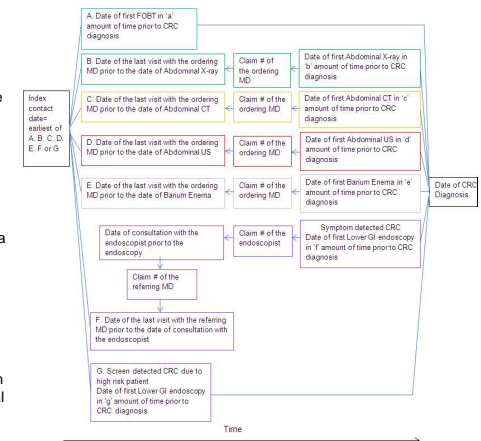 A. Date of first FOBT in 'a'
amount of time prior to CRC
diagnosis
B. Date of the last visit with the ordering
MD prior to the date of Abdominal X-ray
Claim # of
the ordering
MD
Date of first Abdominal X-ray in
'b' amount of time prior to CRC
diagnosis
Index
contact
date=
earliest of
A, B, C, D,
E, F or G
C. Date of the last visit with the ordering
MD prior to the date of Abdominal CT
Claim # of the
ordering MD
Date of first Abdominal CT in 'c'
amount of time prior to CRC
diagnosis
D. Date of the last visit with the ordering
MD prior to the date of Abdominal US
Claim # of the
ordering MD
Date of first Abdominal US in 'd'
amount of time prior to CRC
diagnosis
E. Date of the last visit with the ordering
MD prior to the date of Barium Enema
Claim # of the
ordering MD
Date of first Barium Enema in 'e'
amount of time prior to CRC
diagnosis
Date of CRC
Diagnosis
Date of consultation with the
endoscopist prior to the
endoscopy
Claim # of the
endoscopist
Symptom detected CRC
Date of first Lower GI endoscopy
in 'f' amount of time prior to CRC
diagnosis
Claim # of the
referring MD
F. Date of the last visit with the referring
MD prior to the date of consultation with
the endoscopist
G. Screen detected CRC due to
high risk patient
Date of first Lower GI endoscopy
in 'g' amount of time prior to
CRC diagnosis
Time